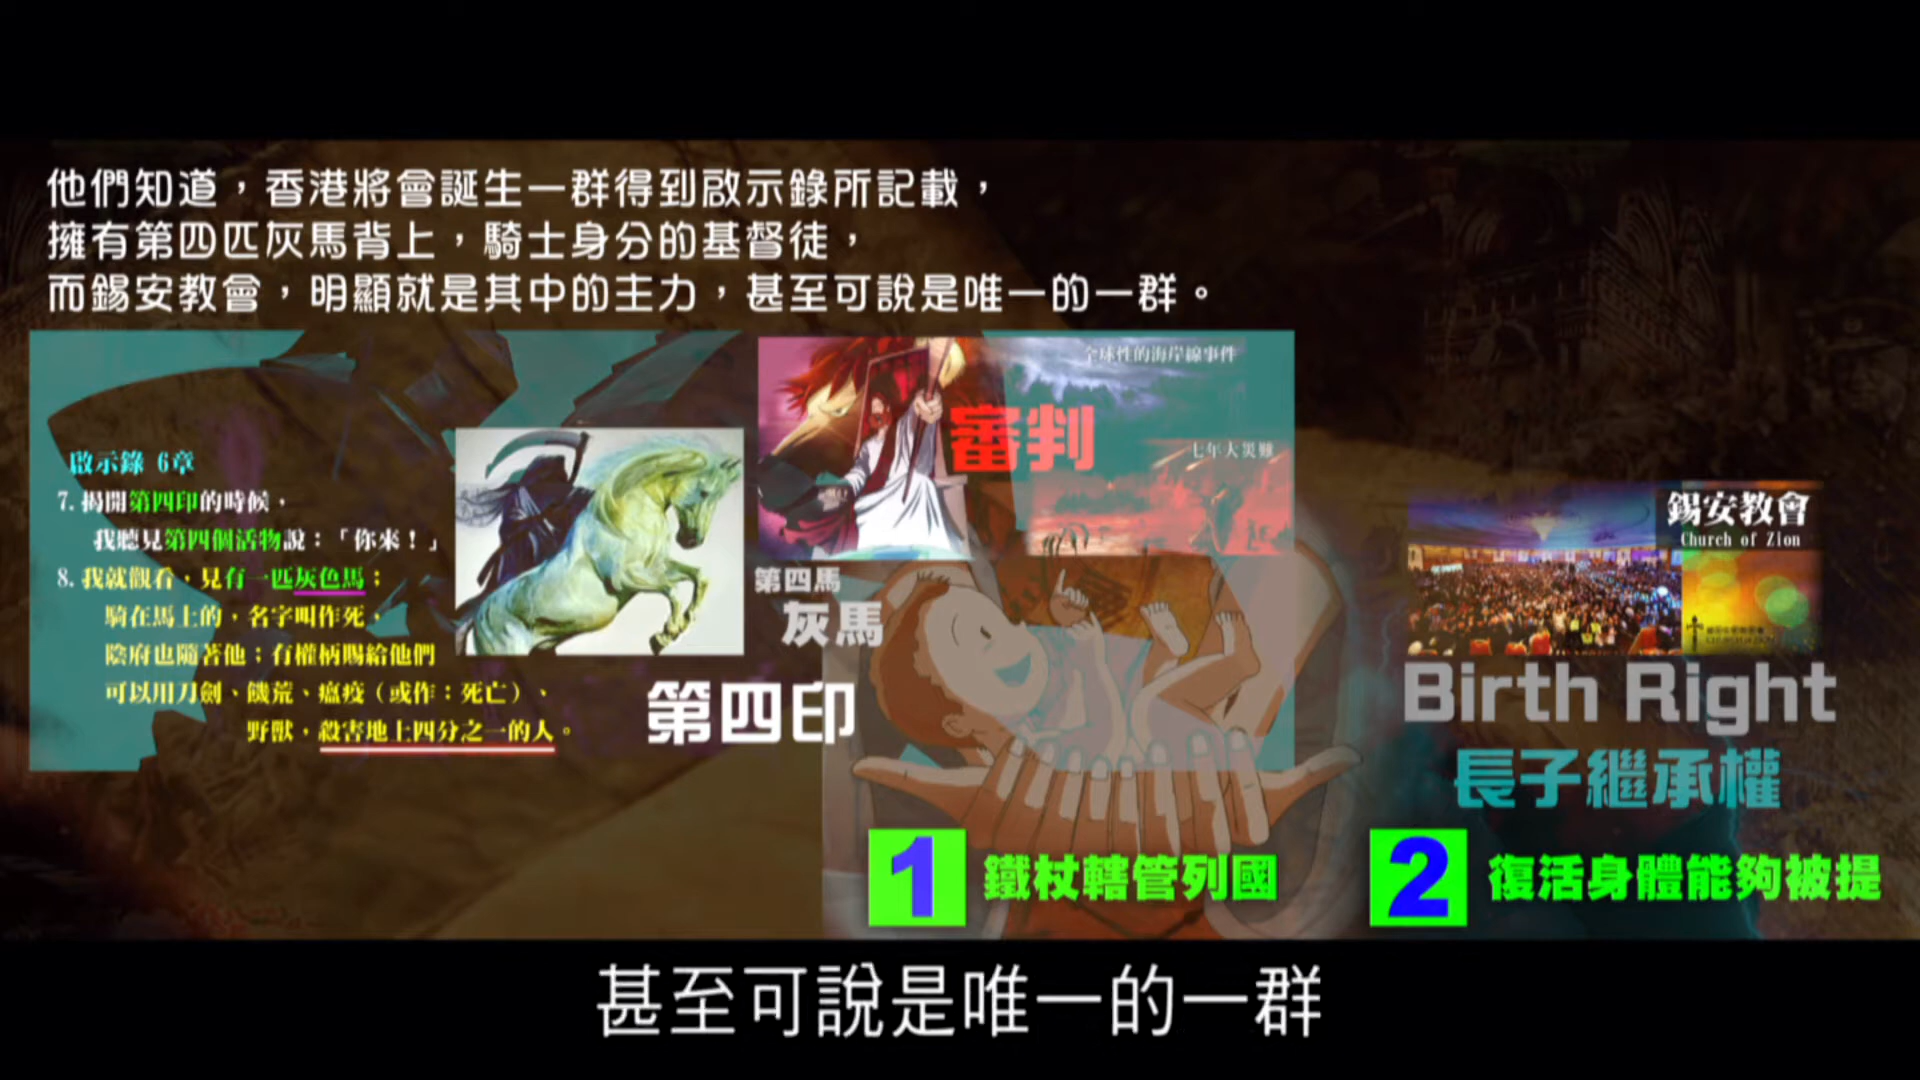 他們知道，香港將會誕生一群得到啟示錄所記載，
擁有第四匹灰馬背上，騎士身分的基督徒，
而錫安教會，明顯就是其中的主力，甚至可說是唯一的一群。
全球性的海岸線事件
審判
七年大災難
啟示錄 6章
7. 揭開第四印的時候，
我聽見第四個活物說：「你來！」
8. 我就觀看，見有一匹灰色馬；
騎在馬上的，名字叫作死，
陰府也隨著他；有權柄賜給他們
可以用刀劍、饑荒、瘟疫（或作：死亡）、
野獸，殺害地上四分之一的人。
第四馬
灰馬
第四印
錫安教會
Church of Zion
Birth Right
長子繼承權
1 鐵杖轄管列國
2 復活身體能夠被提
甚至可說是唯一的一群